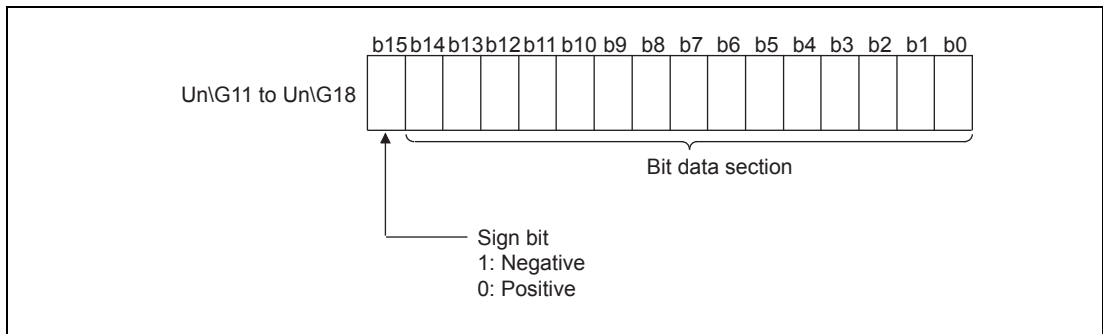 b15 b14 b13 b12 b11 b10 b9 b8 b7 b6 b5 b4 b3 b2 b1 b0
Un\G11 to Un\G18
Bit data section
Sign bit
1: Negative
0: Positive